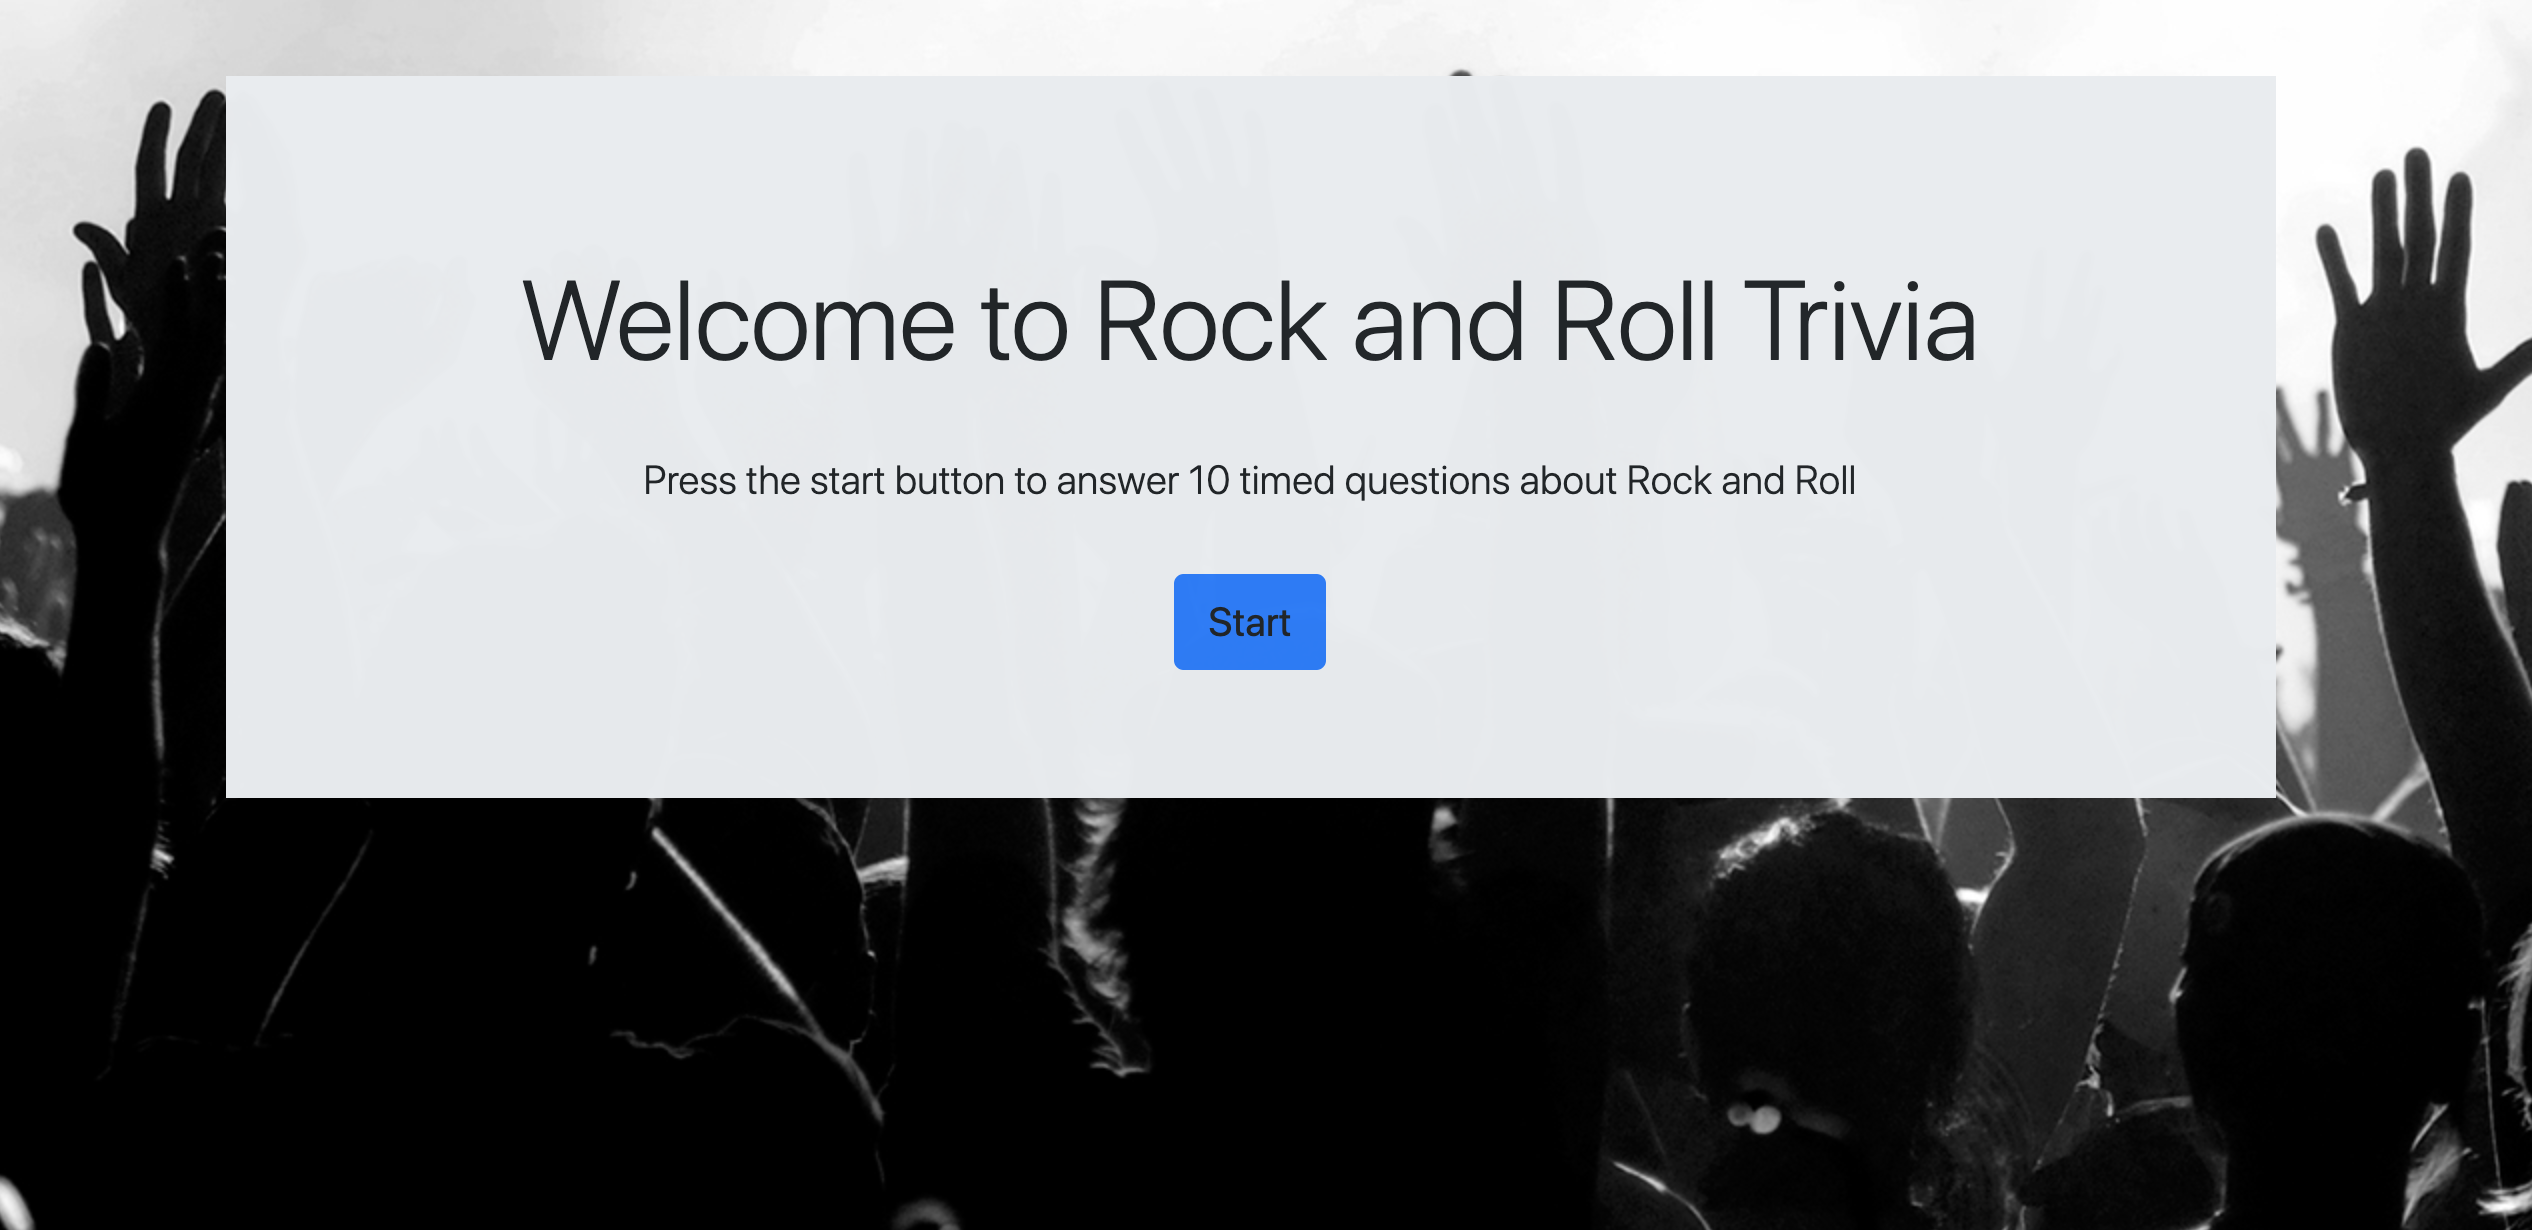 Welcome to Rock and Roll Trivia
Press the start button to answer 10 timed questions about Rock and Roll
Start